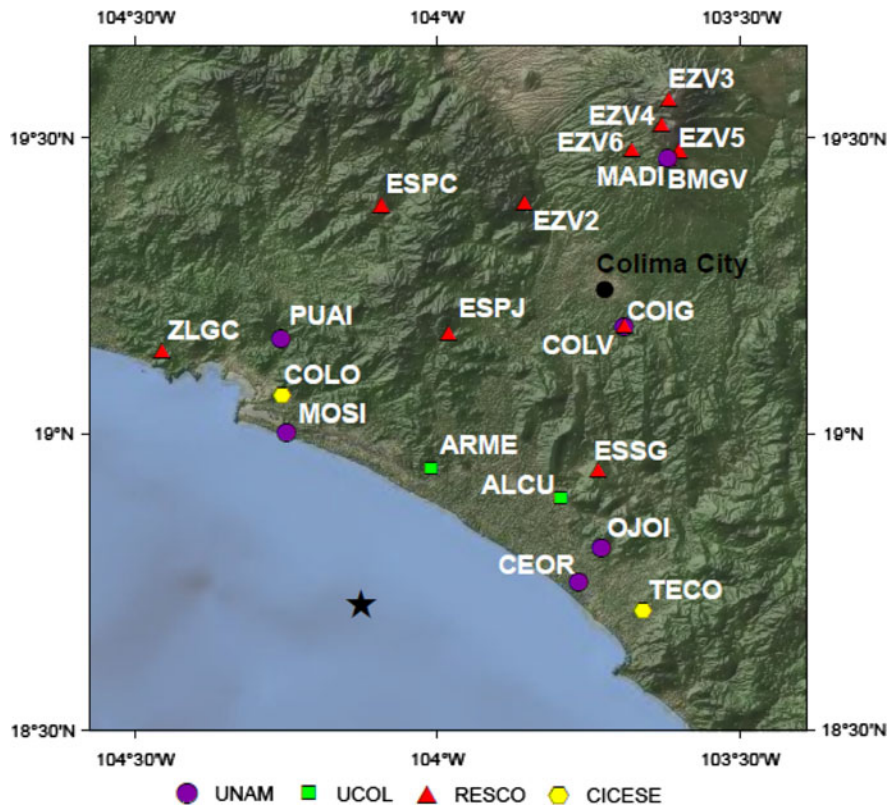 104°30'W 104°W 103°30'W
EZV3
EZV4
19°30'N EZV6 EZV5 19°30'N
MADI BMGV
ESPC
EZV2
Colima City
PUAI ESPJ COIG
ZLGC COLV
COLO
MOSI
19°N 19°N
ARME ESSG
ALCU
OJOI
CEOR
TECO
18°30'N 18°30'N
104°30'W 104°W 103°30'W
UNAM UCOL RESCO CICESE